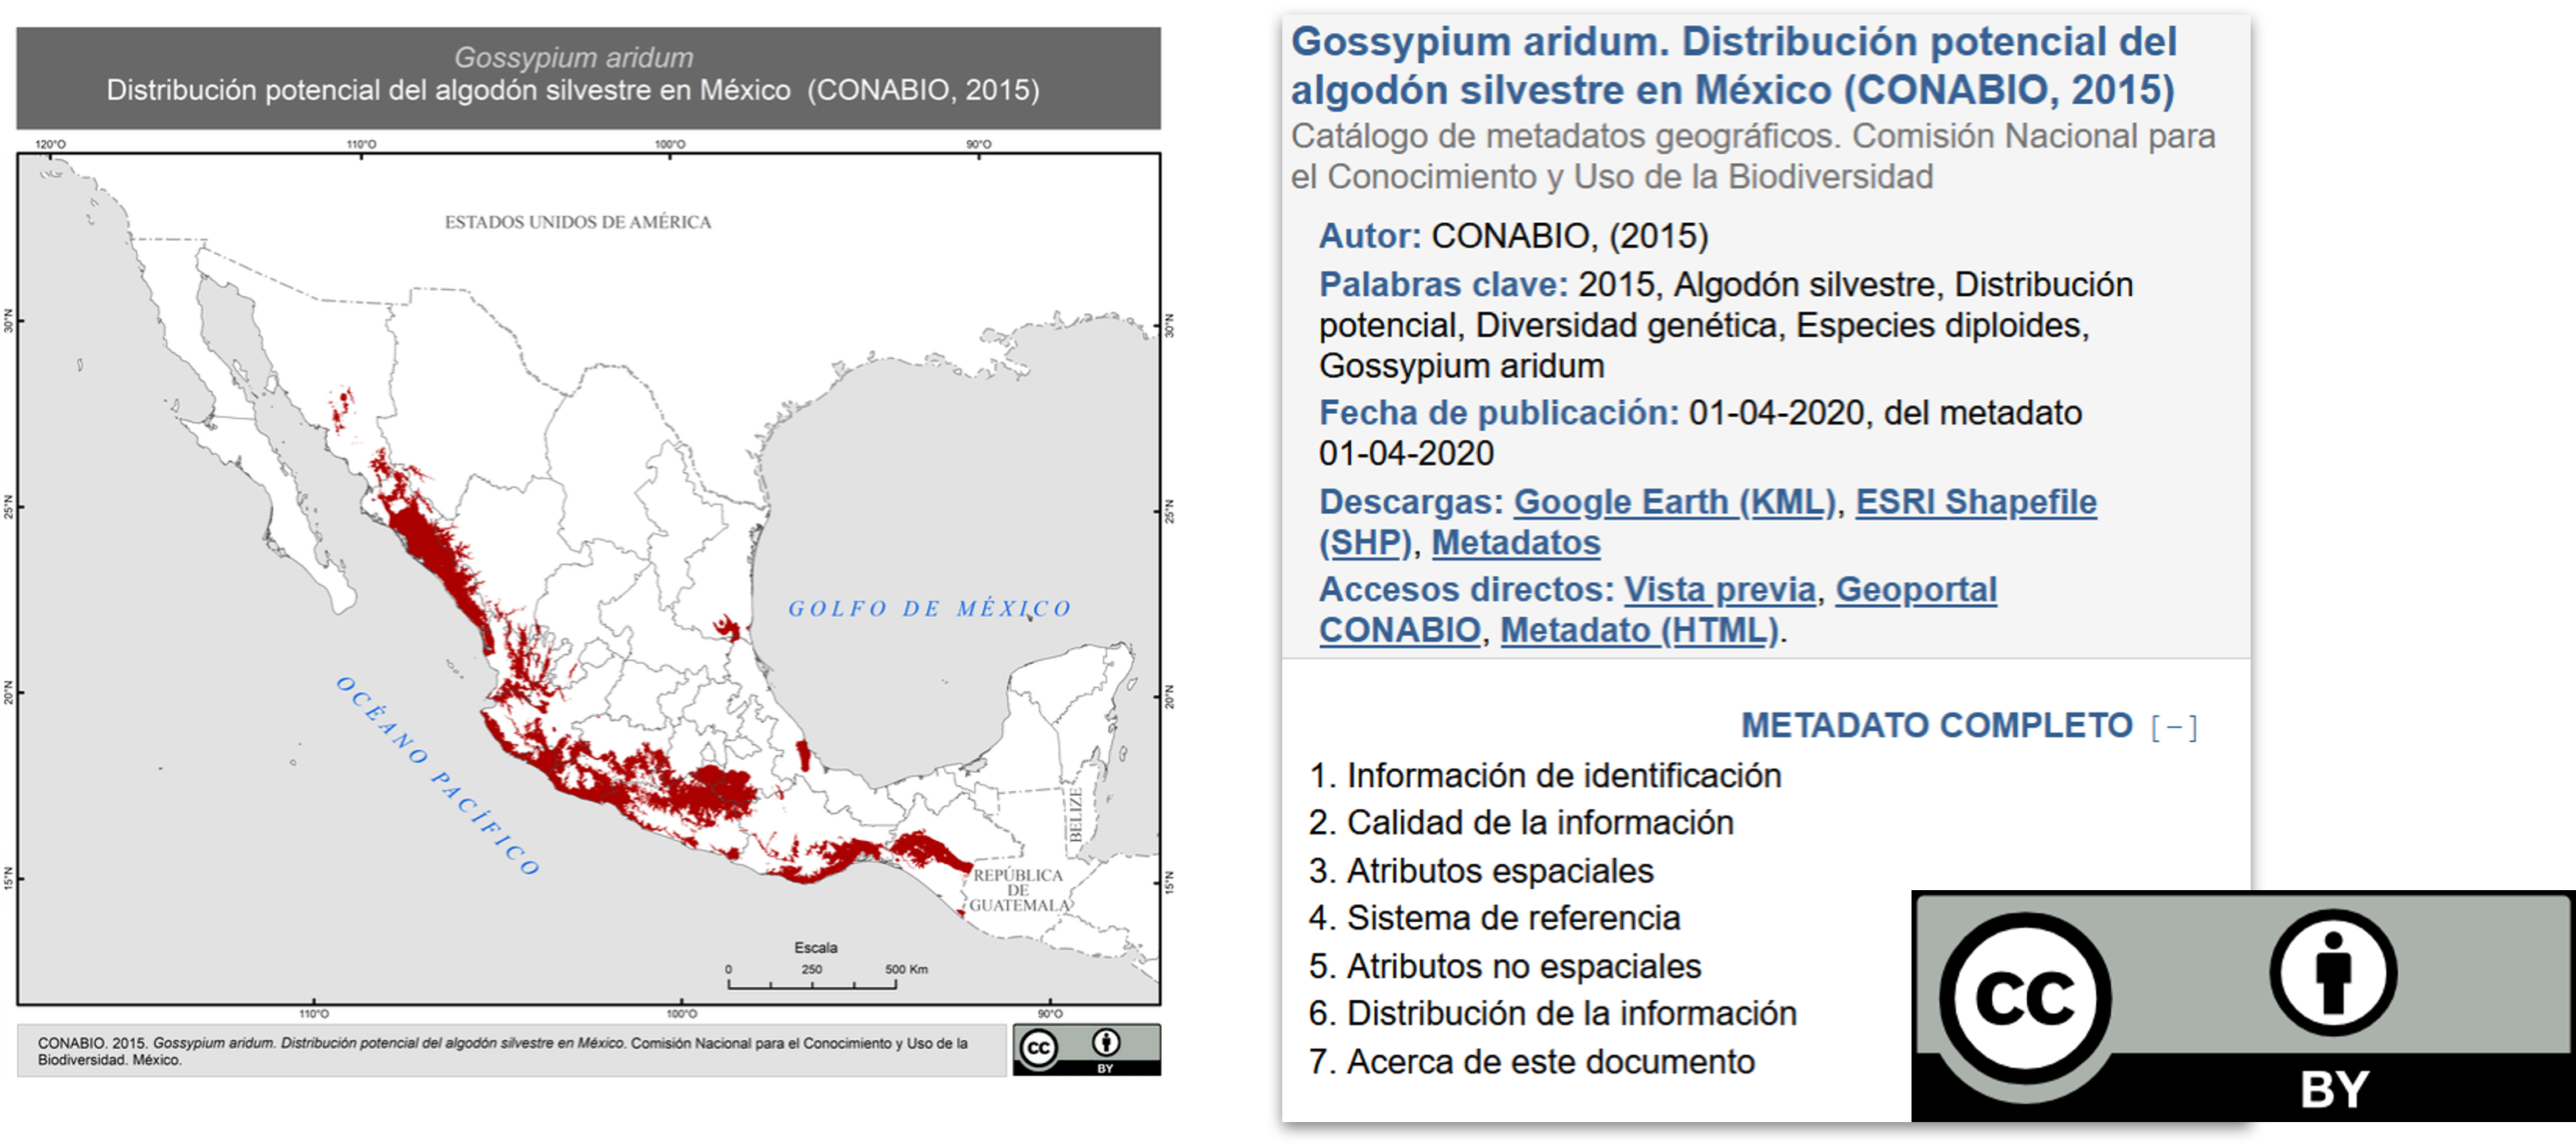 Gossypium aridum
Distribución potencial del algodón silvestre en México (CONABIO, 2015)
120°O
110°O
100°O
90°O
ESTADOS UNIDOS DE AMÉRICA
30°N
30°N
25°N
25°N
GOLFO DE MÉXICO
20°N
20°N
OCÉANO PACÍFICO
BELIZE
15°N
15°N
REPÚBLICA
DE
GUATEMALA
Escala
0 250 500 Km
110°O
100°O
90°O
CONABIO. 2015. Gossypium aridum. Distribución potencial del algodón silvestre en México. Comisión Nacional para el Conocimiento y Uso de la
Biodiversidad. México.
CC
BY
Gossypium aridum. Distribución potencial del
algodón silvestre en México (CONABIO, 2015)
Catálogo de metadatos geográficos. Comisión Nacional para
el Conocimiento y Uso de la Biodiversidad
Autor: CONABIO, (2015)
Palabras clave: 2015, Algodón silvestre, Distribución
potencial, Diversidad genética, Especies diploides,
Gossypium aridum
Fecha de publicación: 01-04-2020, del metadato
01-04-2020
Descargas: Google Earth (KML), ESRI Shapefile
(SHP), Metadatos
Accesos directos: Vista previa, Geoportal
CONABIO, Metadato (HTML).
METADATO COMPLETO [−]
1. Información de identificación
2. Calidad de la información
3. Atributos espaciales
4. Sistema de referencia
5. Atributos no espaciales
6. Distribución de la información
7. Acerca de este documento
CC
BY